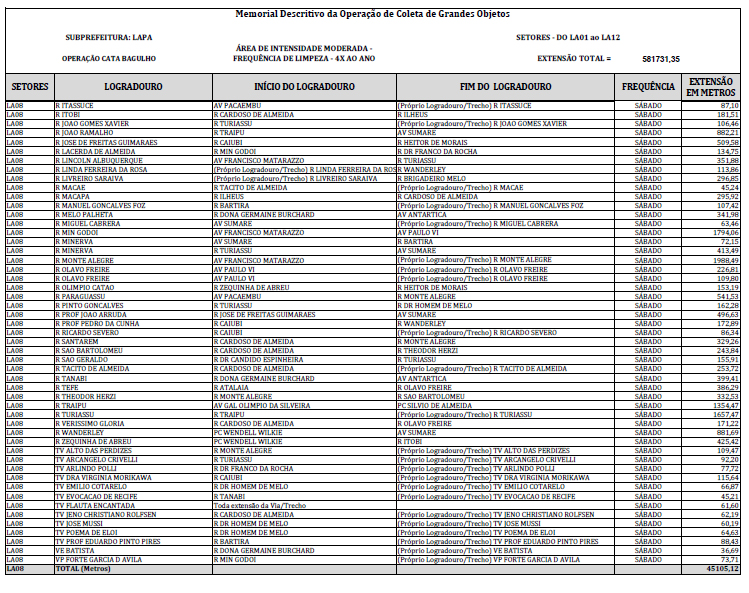 Memorial Descritivo da Operação de Coleta de Grandes Objetos
SUBPREFEITURA: LAPA
SETORES - DO LA01 ao LA12
OPERAÇÃO CATA BAGULHO
ÁREA DE INTENSIDADE MODERADA -
FREQUÊNCIA DE LIMPEZA - 4X AO ANO
EXTENSÃO TOTAL = 581731,35
SETORES LOGRADOURO INÍCIO DO LOGRADOURO FIM DO LOGRADOURO FREQUÊNCIA EXTENSÃO EM METROS
LA08 R ITASSUCE AV PACAEMBU (Próprio Logradouro/Trecho) R ITASSUCE SÁBADO 87,10
LA08 R ITOBI R CARDOSO DE ALMEIDA R ILHEUS SÁBADO 181,51
LA08 R JOAO GOMES XAVIER R TURIASSU (Próprio Logradouro/Trecho) R JOAO GOMES XAVIER SÁBADO 106,46
LA08 R JOAO RAMALHO R TRAIPU AV SUMARE SÁBADO 882,21
LA08 R JOSE DE FREITAS GUIMARAES R CAIUBI R HEITOR DE MORAIS SÁBADO 509,58
LA08 R LACERDA DE ALMEIDA R MIN GODOI R DR FRANCO DA ROCHA SÁBADO 134,75
LA08 R LINCOLN ALBUQUERQUE AV FRANCISCO MATARAZZO R TURIASSU SÁBADO 351,88
LA08 R LINDA FERREIRA DA ROSA (Próprio Logradouro/Trecho) R LINDA FERREIRA DA ROS R WANDERLEY SÁBADO 113,86
LA08 R LIVREIRO SARAIVA (Próprio Logradouro/Trecho) R LIVREIRO SARAIVA R BRIGADEIRO MELO SÁBADO 296,85
LA08 R MACAE R TACITO DE ALMEIDA (Próprio Logradouro/Trecho) R MACAE SÁBADO 45,24
LA08 R MACAPA R ILHEUS R CARDOSO DE ALMEIDA SÁBADO 295,92
LA08 R MANUEL GONCALVES FOZ R BARTIRA (Próprio Logradouro/Trecho) R MANUEL GONCALVES FOZ SÁBADO 107,42
LA08 R MELO PALHETA R DONA GERMAINE BURCHARD AV ANTARTICA SÁBADO 341,98
LA08 R MIGUEL CABRERA AV SUMARE (Próprio Logradouro/Trecho) R MIGUEL CABRERA SÁBADO 63,46
LA08 R MIN GODOI AV FRANCISCO MATARAZZO AV PAULO VI SÁBADO 1794,06
LA08 R MINERVA AV SUMARE R BARTIRA SÁBADO 72,15
LA08 R MINERVA R TURIASSU AV SUMARE SÁBADO 413,49
LA08 R MONTE ALEGRE AV FRANCISCO MATARAZZO (Próprio Logradouro/Trecho) R MONTE ALEGRE SÁBADO 1988,49
LA08 R OLAVO FREIRE AV PAULO VI (Próprio Logradouro/Trecho) R OLAVO FREIRE SÁBADO 226,81
LA08 R OLAVO FREIRE AV PAULO VI (Próprio Logradouro/Trecho) R OLAVO FREIRE SÁBADO 109,80
LA08 R OLIMPIO CATAO R ZEQUINHA DE ABREU R HEITOR DE MORAIS SÁBADO 153,19
LA08 R PARAGUASSU AV PACAEMBU R MONTE ALEGRE SÁBADO 541,53
LA08 R PINTO GONCALVES R TURIASSU R DR HOMEM DE MELO SÁBADO 162,28
LA08 R PROF JOAO ARRUDA R JOSE DE FREITAS GUIMARAES AV SUMARE SÁBADO 496,63
LA08 R PROF PEDRO DA CUNHA R CAIUBI R WANDERLEY SÁBADO 172,89
LA08 R RICARDO SEVERO R CAIUBI (Próprio Logradouro/Trecho) R RICARDO SEVERO SÁBADO 86,34
LA08 R SANTAREM R CARDOSO DE ALMEIDA R MONTE ALEGRE SÁBADO 329,26
LA08 R SAO BARTOLOMEU R CARDOSO DE ALMEIDA R THEODOR HERZI SÁBADO 243,84
LA08 R SAO GERALDO R DR CANDIDO ESPINHEIRA R TURIASSU SÁBADO 155,91
LA08 R TACITO DE ALMEIDA R CARDOSO DE ALMEIDA (Próprio Logradouro/Trecho) R TACITO DE ALMEIDA SÁBADO 253,72
LA08 R TANABI R DONA GERMAINE BURCHARD AV ANTARTICA SÁBADO 399,41
LA08 R TEFE R ATALAIA R OLAVO FREIRE SÁBADO 386,29
LA08 R THEODOR HERZI R MONTE ALEGRE R SAO BARTOLOMEU SÁBADO 332,53
LA08 R TRAIPU AV GAL OLIMPIO DA SILVEIRA PC SILVIO DE ALMEIDA SÁBADO 1354,47
LA08 R TURIASSU R TRAIPU (Próprio Logradouro/Trecho) R TURIASSU SÁBADO 1657,47
LA08 R VERISSIMO GLORIA R CARDOSO DE ALMEIDA R OLAVO FREIRE SÁBADO 171,22
LA08 R WANDERLEY PC WENDELL WILKIE AV SUMARE SÁBADO 881,69
LA08 R ZEQUINHA DE ABREU PC WENDELL WILKIE R ITOBI SÁBADO 425,42
LA08 TV ALTO DAS PERDIZES R MONTE ALEGRE (Próprio Logradouro/Trecho) TV ALTO DAS PERDIZES SÁBADO 109,47
LA08 TV ARCANGELO CRIVELLI R TURIASSU (Próprio Logradouro/Trecho) TV ARCANGELO CRIVELLI SÁBADO 92,20
LA08 TV ARLINDO POLLI R DR FRANCO DA ROCHA (Próprio Logradouro/Trecho) TV ARLINDO POLLI SÁBADO 77,72
LA08 TV DRA VIRGINIA MORIKAWA R CAIUBI (Próprio Logradouro/Trecho) TV DRA VIRGINIA MORIKAWA SÁBADO 115,64
LA08 TV EMILIO COTARELO R DR HOMEM DE MELO (Próprio Logradouro/Trecho) TV EMILIO COTARELO SÁBADO 66,87
LA08 TV EVOCACAO DE RECIFE R TANABI (Próprio Logradouro/Trecho) TV EVOCACAO DE RECIFE SÁBADO 45,21
LA08 TV FLAUTA ENCANTADA Toda extensão da Via/Trecho SÁBADO 61,60
LA08 TV JENO CHRISTIANO ROLFSEN R CARDOSO DE ALMEIDA (Próprio Logradouro/Trecho) TV JENO CHRISTIANO ROLFSEN SÁBADO 62,19
LA08 TV JOSE MUSSI R DR HOMEM DE MELO (Próprio Logradouro/Trecho) TV JOSE MUSSI SÁBADO 60,19
LA08 TV POEMA DE ELOI R DR HOMEM DE MELO (Próprio Logradouro/Trecho) TV POEMA DE ELOI SÁBADO 64,63
LA08 TV PROF EDUARDO PINTO PIRES R BARTIRA (Próprio Logradouro/Trecho) TV PROF EDUARDO PINTO PIRES SÁBADO 88,43
LA08 VE BATISTA R DONA GERMAINE BURCHARD (Próprio Logradouro/Trecho) VE BATISTA SÁBADO 36,69
LA08 VP FORTE GARCIA D AVILA R MIN GODOI (Próprio Logradouro/Trecho) VP FORTE GARCIA D AVILA SÁBADO 73,71
LA08 TOTAL (Metros) 45105,12